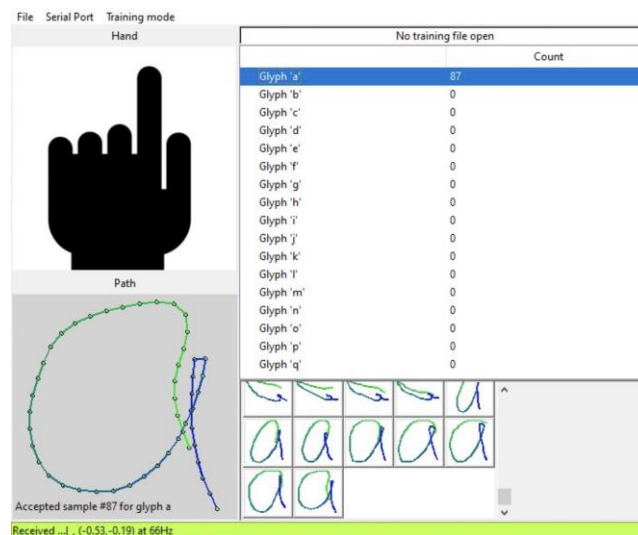 File Serial Port Training mode
Hand
No training file open
Count
Glyph 'a' 87
Glyph 'b' 0
Glyph 'c' 0
Glyph 'd' 0
Glyph 'e' 0
Glyph 'f' 0
Glyph 'g' 0
Glyph 'h' 0
Glyph 'i' 0
Glyph 'j' 0
Glyph 'k' 0
Glyph 'l' 0
Glyph 'm' 0
Glyph 'n' 0
Glyph 'o' 0
Glyph 'p' 0
Glyph 'q' 0
Path
Accepted sample #87 for glyph a
Received ...I , (-0.53,-0.19) at 66Hz